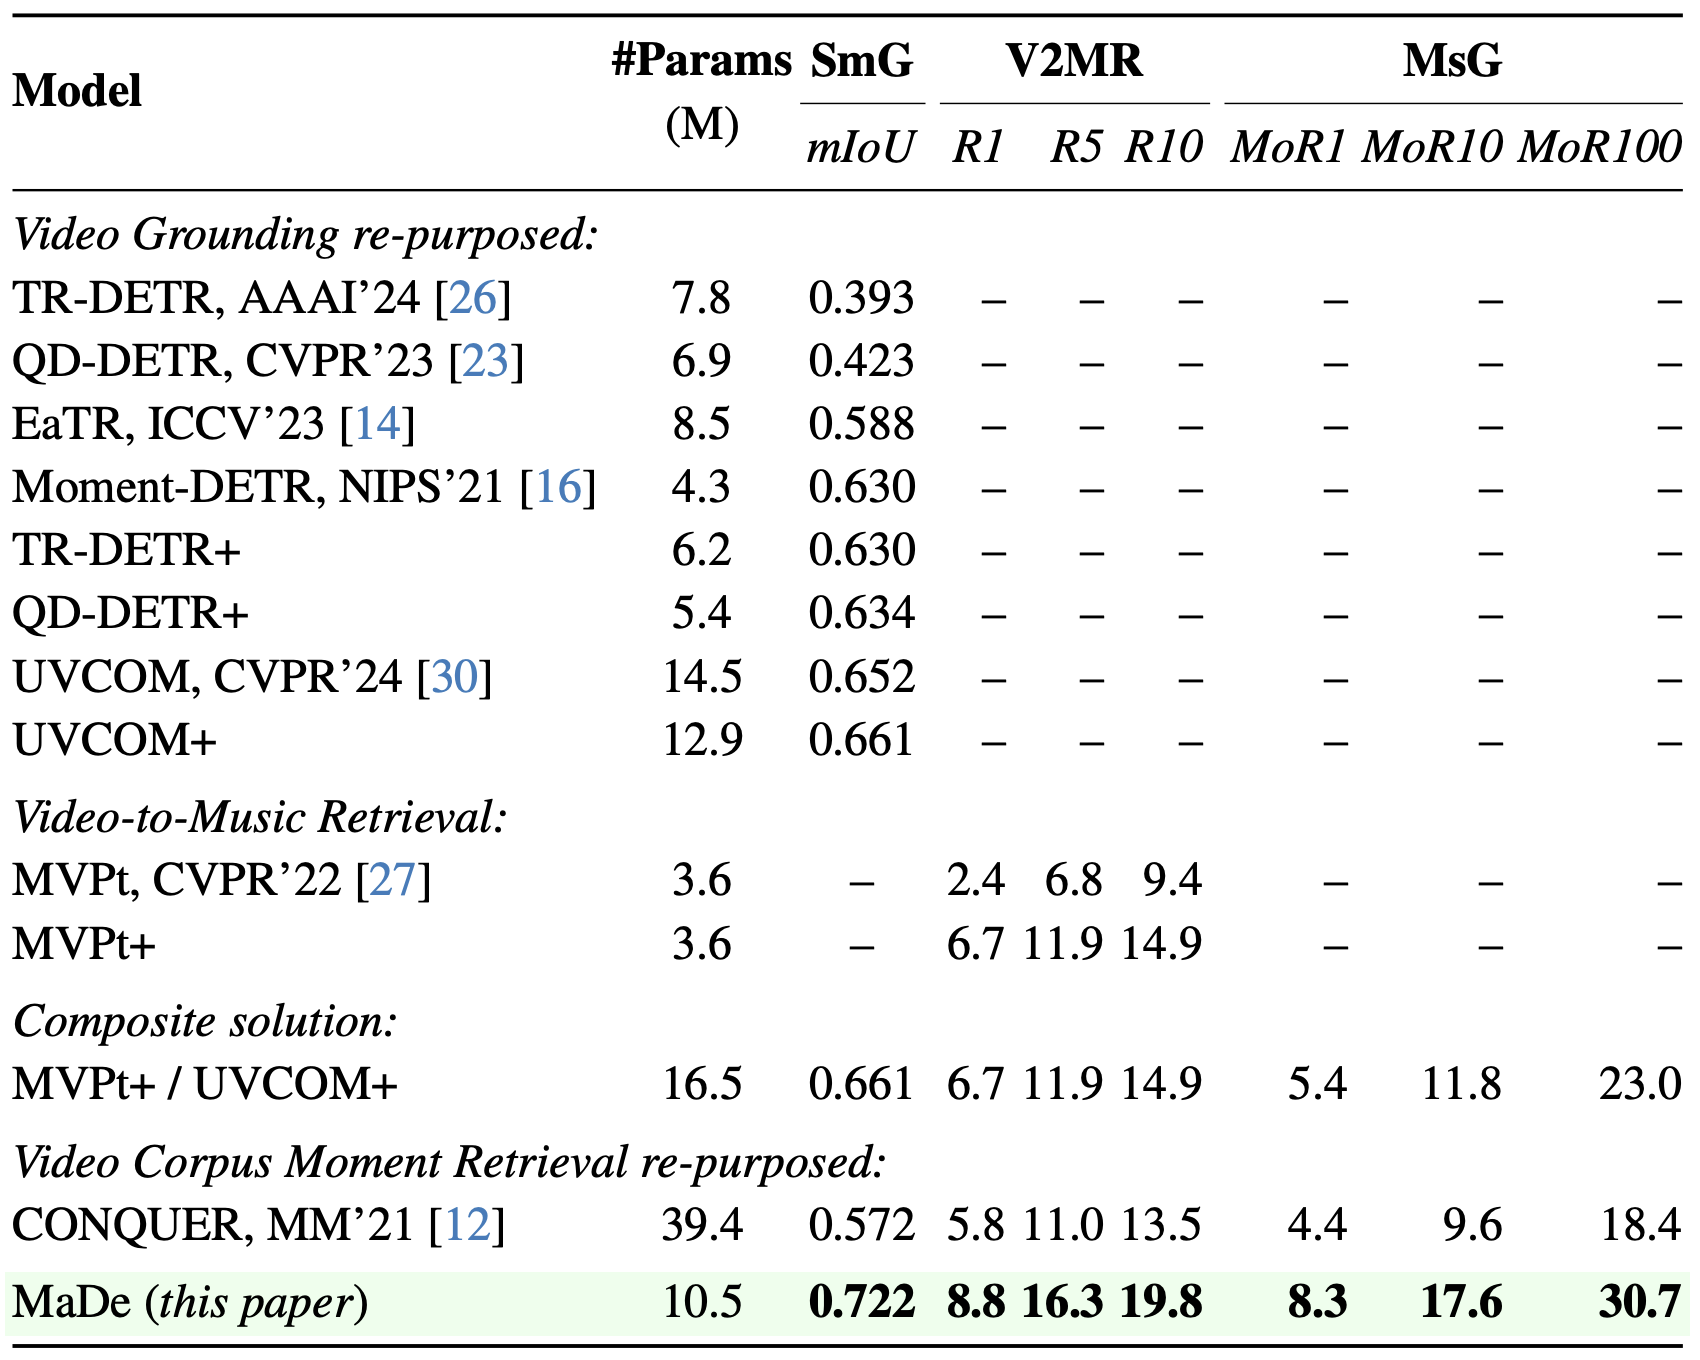 Model #Params (M) SmG V2MR MsG
mIoU R1 R5 R10 MoR1 MoR10 MoR100
Video Grounding re-purposed:
TR-DETR, AAAI’24 [26] 7.8 0.393 – – – – – –
QD-DETR, CVPR’23 [23] 6.9 0.423 – – – – – –
EaTR, ICCV’23 [14] 8.5 0.588 – – – – – –
Moment-DETR, NIPS’21 [16] 4.3 0.630 – – – – – –
TR-DETR+ 6.2 0.630 – – – – – –
QD-DETR+ 5.4 0.634 – – – – – –
UVCOM, CVPR’24 [30] 14.5 0.652 – – – – – –
UVCOM+ 12.9 0.661 – – – – – –
Video-to-Music Retrieval:
MVPt, CVPR’22 [27] 3.6 – 2.4 6.8 9.4 – – –
MVPt+ 3.6 – 6.7 11.9 14.9 – – –
Composite solution:
MVPt+ / UVCOM+ 16.5 0.661 6.7 11.9 14.9 5.4 11.8 23.0
Video Corpus Moment Retrieval re-purposed:
CONQUER, MM’21 [12] 39.4 0.572 5.8 11.0 13.5 4.4 9.6 18.4
MaDe (this paper) 10.5 0.722 8.8 16.3 19.8 8.3 17.6 30.7